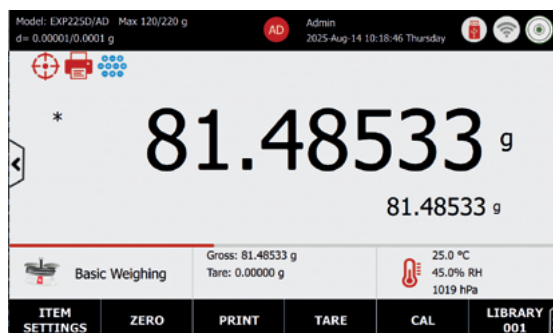 Model: EXP225D/AD Max 120/220 g
d= 0.00001/0.0001 g
AD
Admin
2025-Aug-14 10:18:46 Thursday
*
81.48533 g
81.48533 g
Basic Weighing
Gross: 81.48533 g
Tare: 0.00000 g
25.0 °C
45.0% RH
1019 hPa
ITEM
SETTINGS
ZERO
PRINT
TARE
CAL
LIBRARY
001